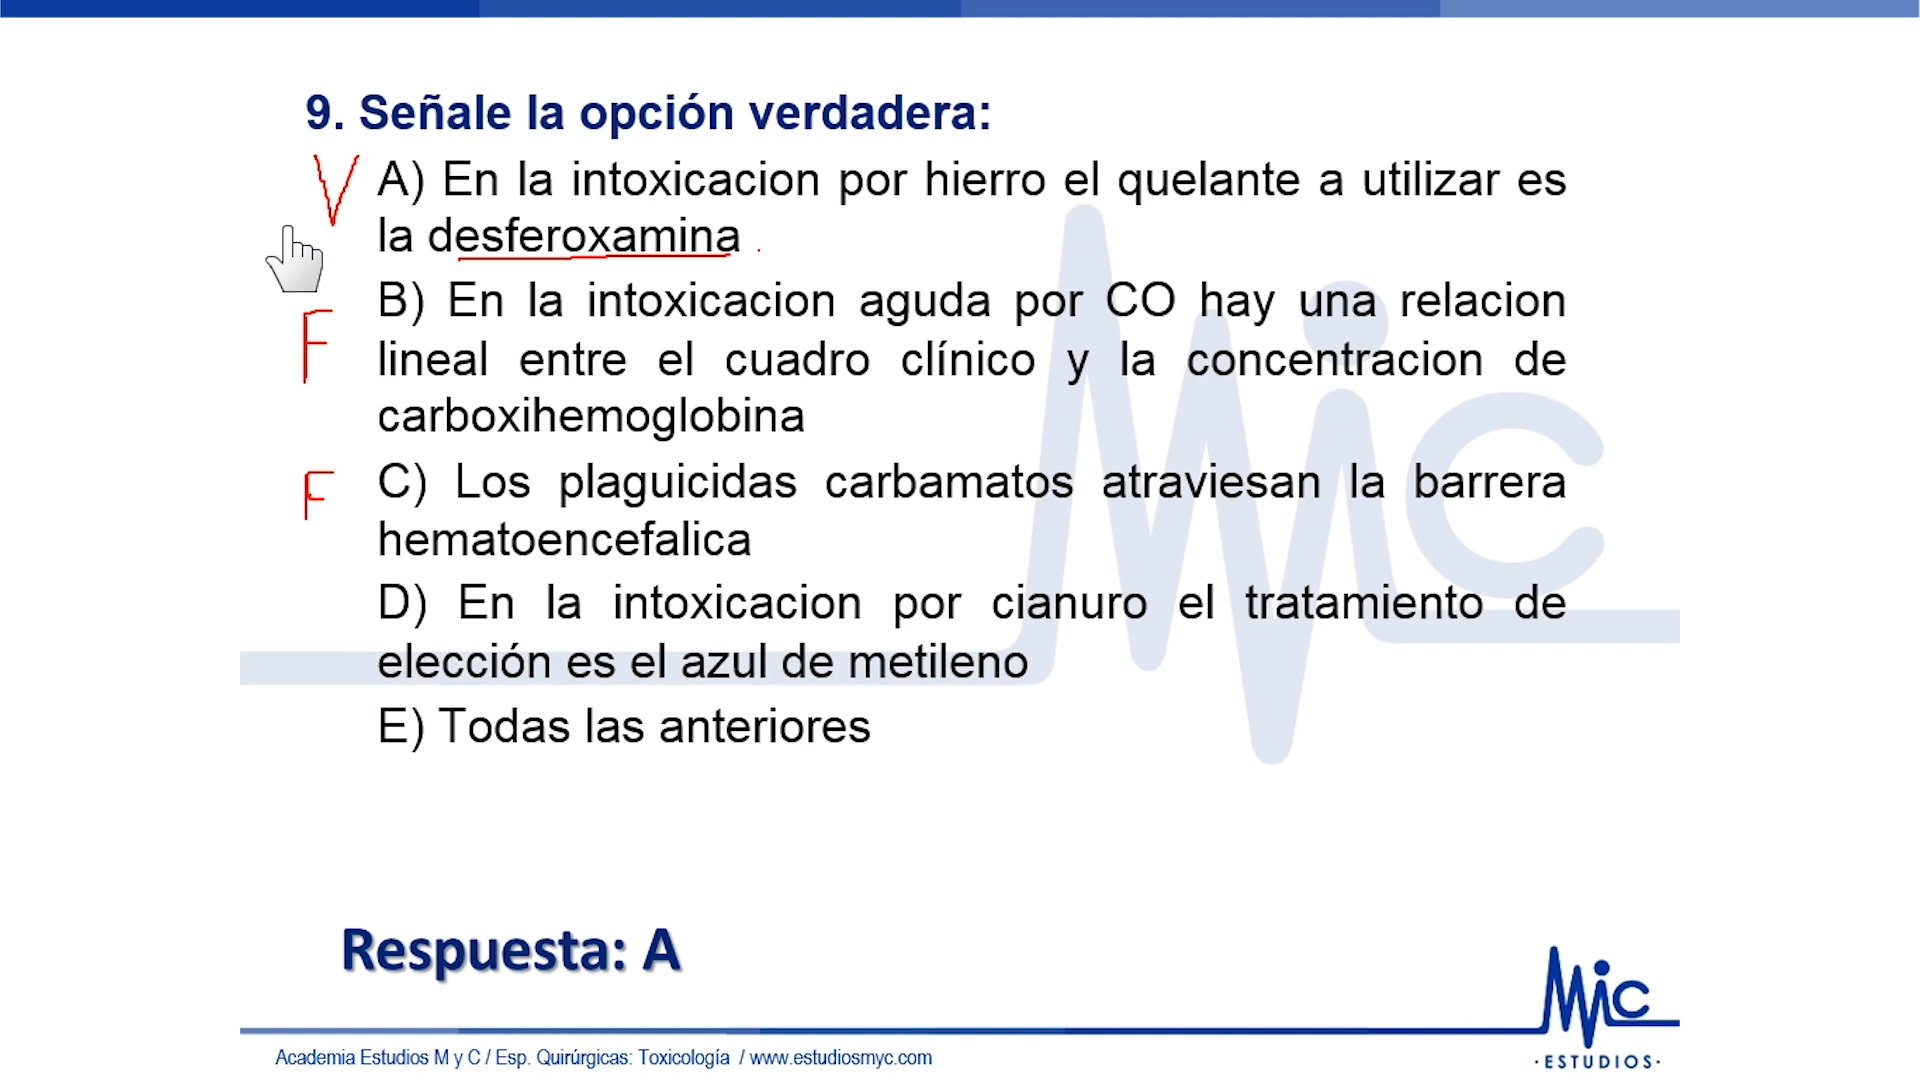 9. Señale la opción verdadera:
V A) En la intoxicacion por hierro el quelante a utilizar es
la desferoxamina
F B) En la intoxicacion aguda por CO hay una relacion
lineal entre el cuadro clínico y la concentracion de
carboxihemoglobina
F C) Los plaguicidas carbamatos atraviesan la barrera
hematoencefalica
D) En la intoxicacion por cianuro el tratamiento de
elección es el azul de metileno
E) Todas las anteriores
MiC
Respuesta: A
MiC
·ESTUDIOS·
Academia Estudios M y C / Esp. Quirúrgicas: Toxicología / www.estudiosmyc.com